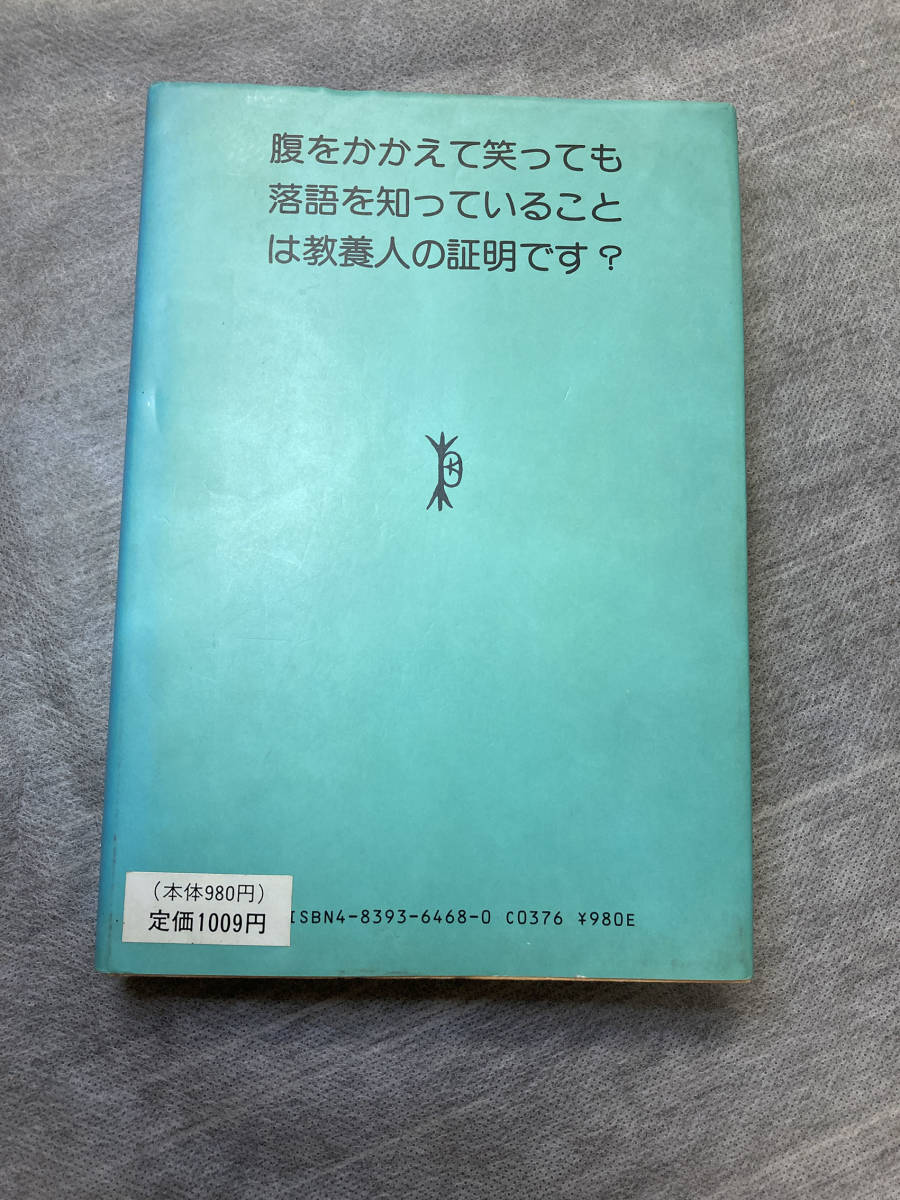 腹をかかえて笑っても
落語を知っていること
は教養人の証明です?
(本体980円)
定価1009円
ISBN4-8393-6468-0 C0376 ¥980E